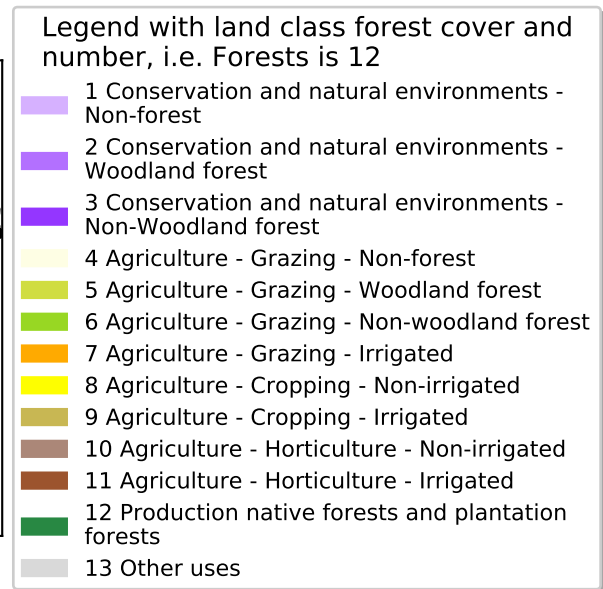 Legend with land class forest cover and
number, i.e. Forests is 12
1 Conservation and natural environments -
Non-forest
2 Conservation and natural environments -
Woodland forest
3 Conservation and natural environments -
Non-Woodland forest
4 Agriculture - Grazing - Non-forest
5 Agriculture - Grazing - Woodland forest
6 Agriculture - Grazing - Non-woodland forest
7 Agriculture - Grazing - Irrigated
8 Agriculture - Cropping - Non-irrigated
9 Agriculture - Cropping - Irrigated
10 Agriculture - Horticulture - Non-irrigated
11 Agriculture - Horticulture - Irrigated
12 Production native forests and plantation
forests
13 Other uses